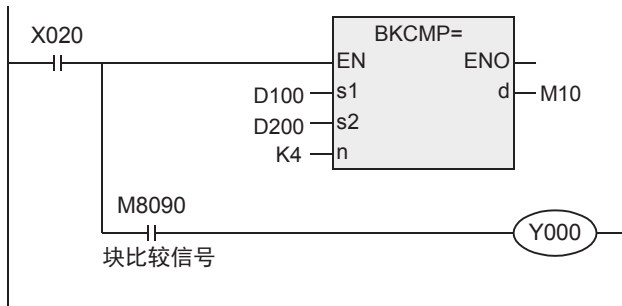 X020
BKCMP=
EN ENO
D100 s1 d M10
D200 s2
K4 n
M8090
块比较信号
Y000